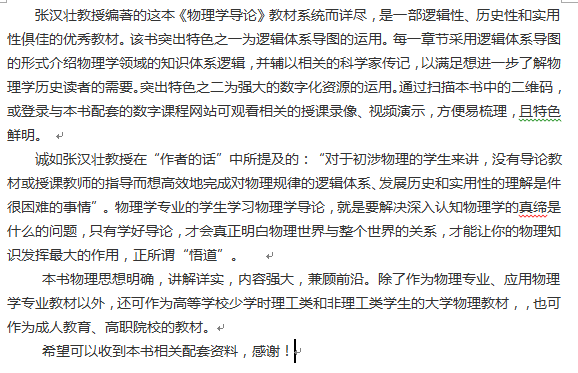 张汉壮教授编著的这本《物理学导论》教材系统而详尽，是一部逻辑性、历史性和实用
性俱佳的优秀教材。该书突出特色之一为逻辑体系导图的运用。每一章节采用逻辑体系导图
的形式介绍物理学领域的知识体系逻辑，并辅以相关的科学家传记，以满足想进一步了解物
理学历史读者的需要。突出特色之二为强大的数字化资源的运用。通过扫描本书中的二维码，
或登录与本书配套的数字课程网站可观看相关的授课录像、视频演示，方便易梳理，且特色
鲜明。
诚如张汉壮教授在“作者的话”中所提及的：“对于初涉物理的学生来讲，没有导论教
材或授课教师的指导而想高效地完成对物理规律的逻辑体系、发展历史和实用性的理解是件
很困难的事情”。物理学专业的学生学习物理学导论，就是要解决深入认知物理学的真缔是
什么的问题，只有学好导论，才会真正明白物理世界与整个世界的关系，才能让你的物理知
识发挥最大的作用，正所谓“悟道”。
本书物理思想明确，讲解详实，内容强大，兼顾前沿。除了作为物理专业、应用物理
学专业教材以外，还可作为高等学校少学时理工类和非理工类学生的大学物理教材，，也可
作为成人教育、高职院校的教材。
希望可以收到本书相关配套资料，感谢！